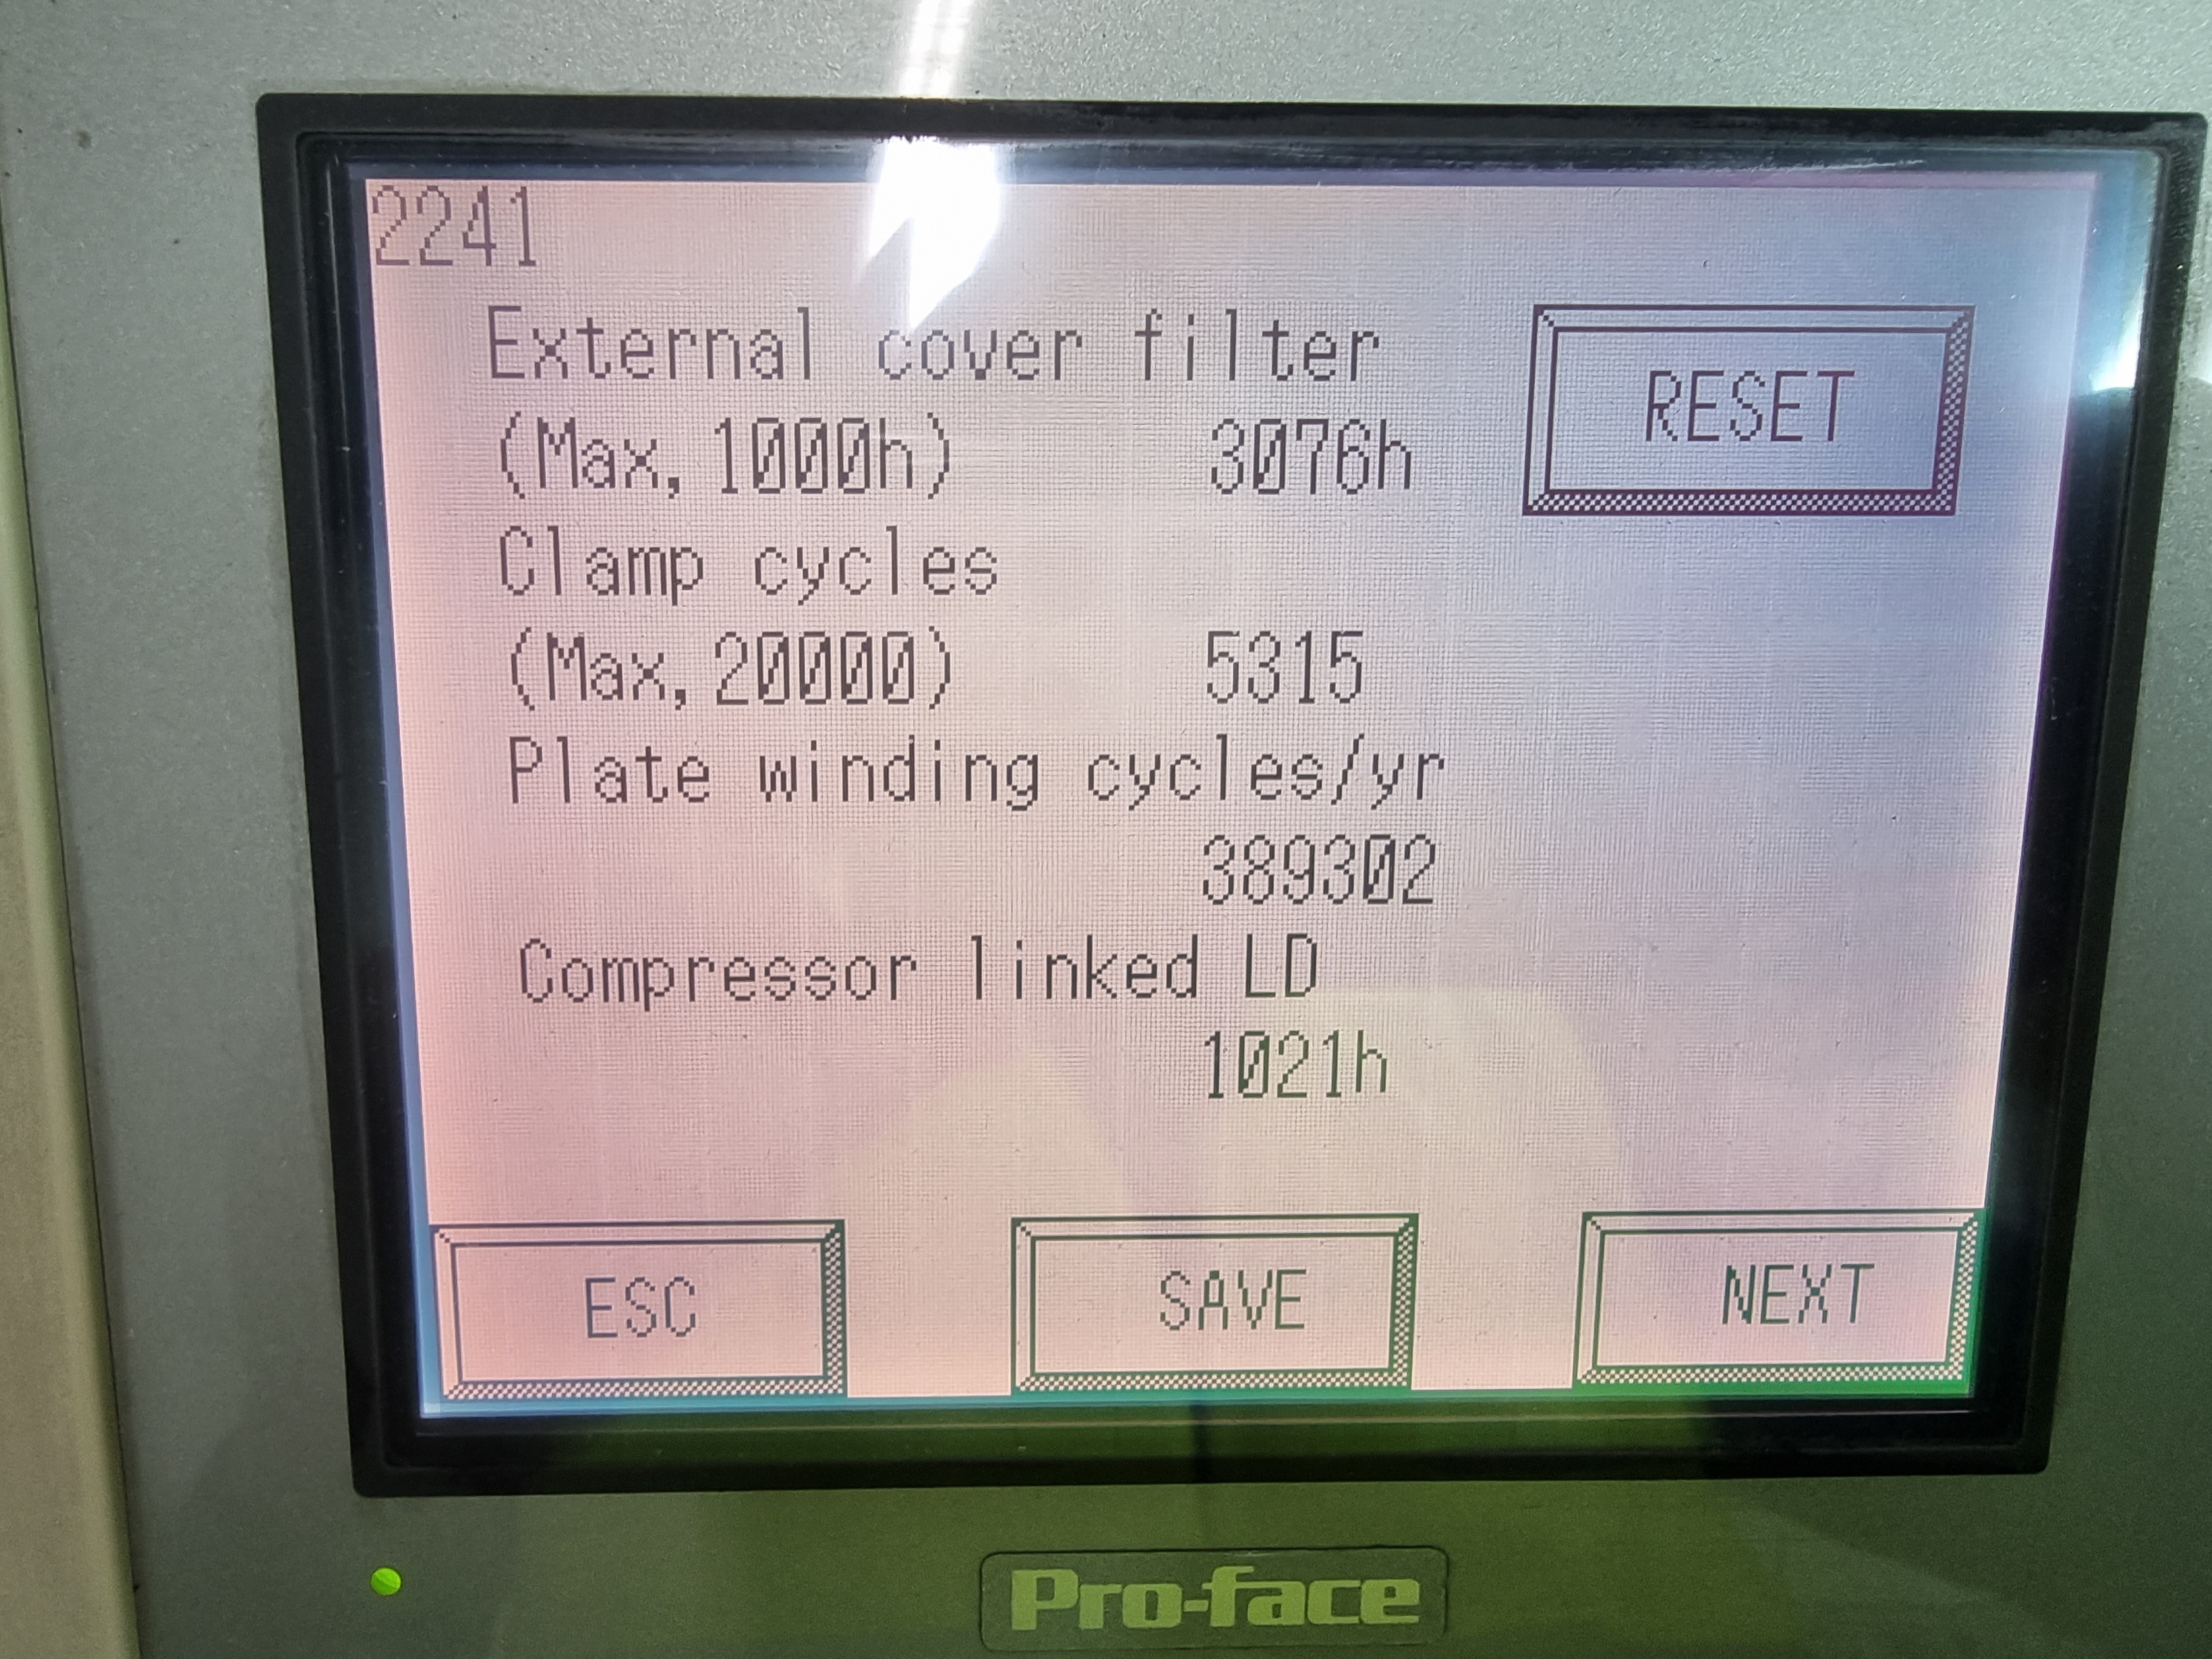 2241
External cover filter
(Max, 1000h) 3076h
RESET
Clamp cycles
(Max, 20000) 5315
Plate winding cycles/yr
389302
Compressor linked LD
1021h
ESC SAVE NEXT
Pro-face